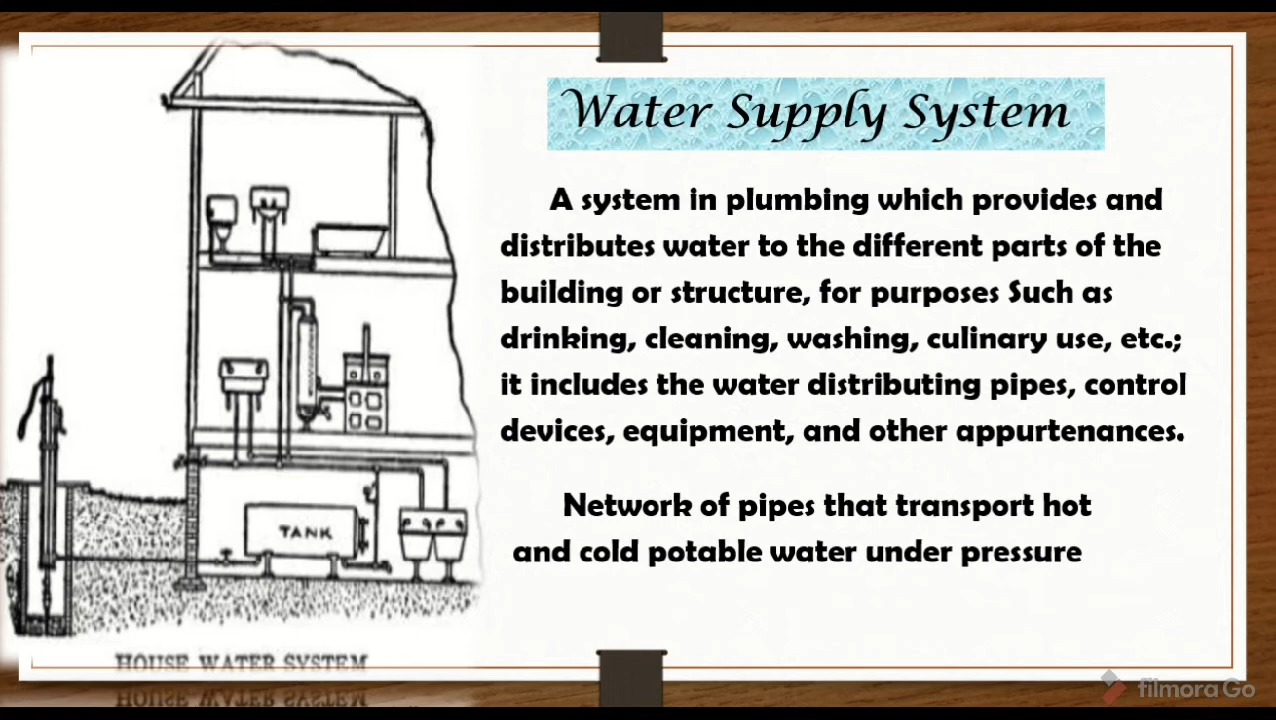 Water Supply System
A system in plumbing which provides and
distributes water to the different parts of the
building or structure, for purposes Such as
drinking, cleaning, washing, culinary use, etc.;
it includes the water distributing pipes, control
devices, equipment, and other appurtenances.
Network of pipes that transport hot
and cold potable water under pressure
TANK
HOUSE WATER SYSTEM
filmoraGo